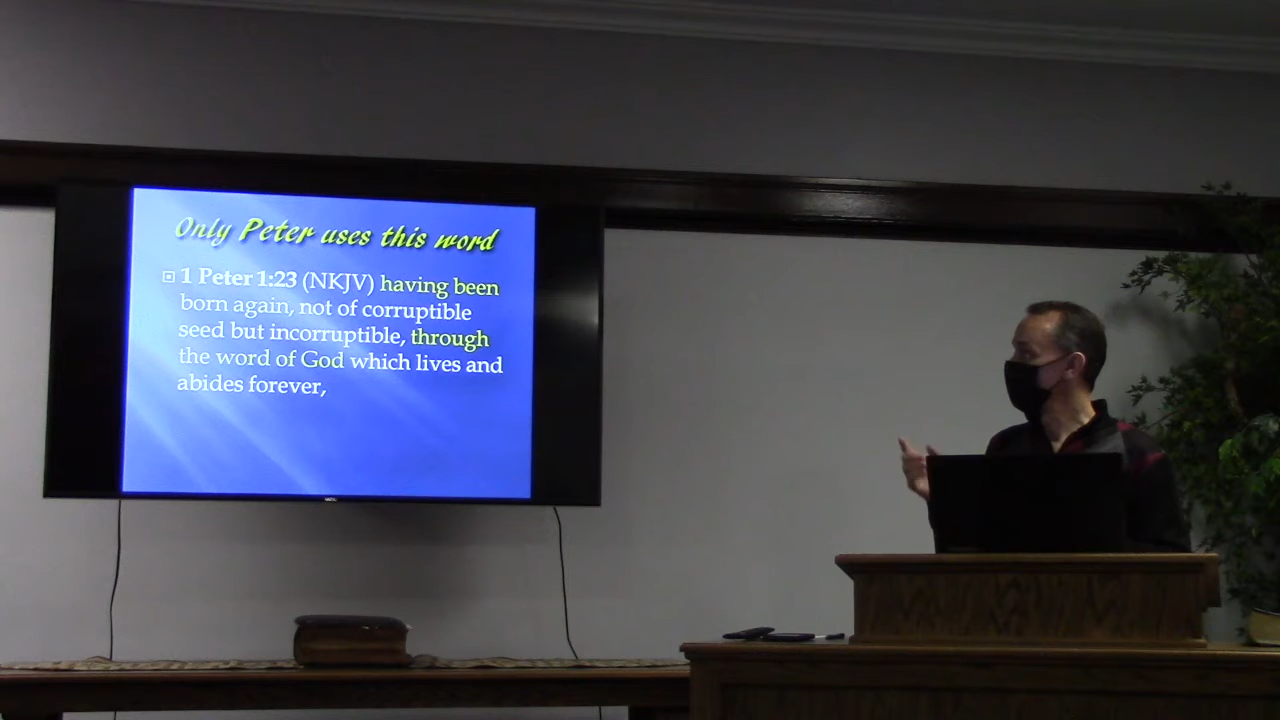 Only Peter uses this word
1 Peter 1:23 (NKJV) having been
born again, not of corruptible
seed but incorruptible, through
the word of God which lives and
abides forever,